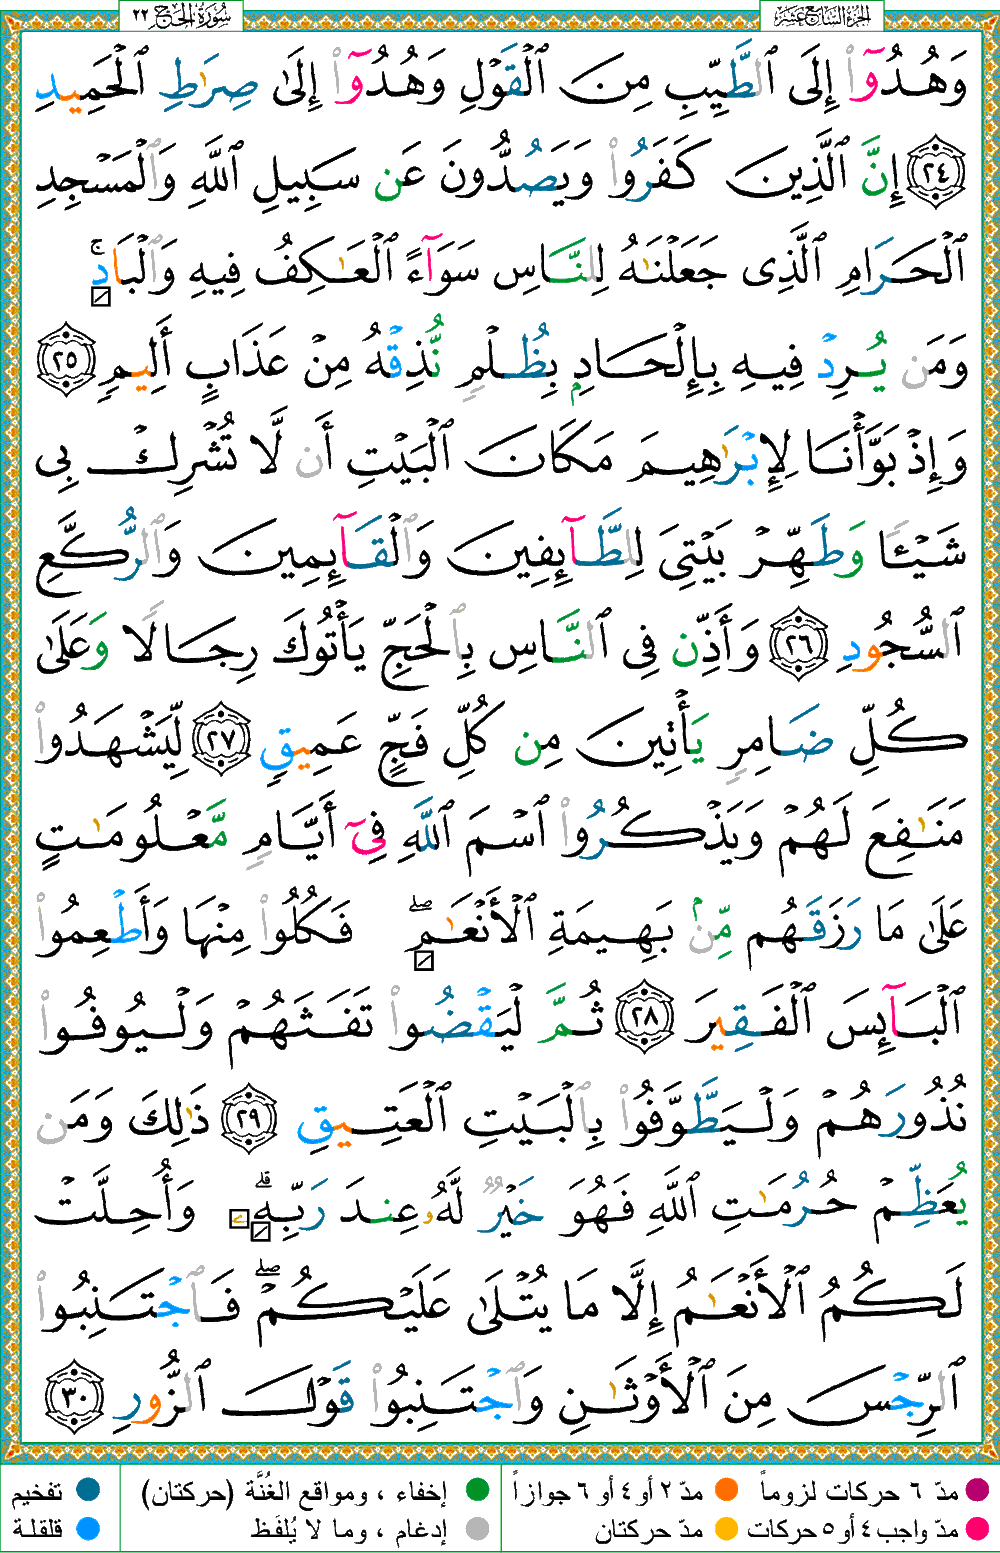 الجزء السابع عشر
سُورَةُ الحَجِّ ٢٢
وَهُدُوٓا۟ إِلَى ٱلطَّيِّبِ مِنَ ٱلْقَوْلِ وَهُدُوٓا۟ إِلَىٰ صِرَٰطِ ٱلْحَمِيدِ
٢٤ إِنَّ ٱلَّذِينَ كَفَرُوا۟ وَيَصُدُّونَ عَن سَبِيلِ ٱللَّهِ وَٱلْمَسْجِدِ
ٱلْحَرَامِ ٱلَّذِى جَعَلْنَٰهُ لِلنَّاسِ سَوَآءً ٱلْعَٰكِفُ فِيهِ وَٱلْبَادِ ۚ
وَمَن يُرِدْ فِيهِ بِإِلْحَادٍۭ بِظُلْمٍ نُّذِقْهُ مِنْ عَذَابٍ أَلِيمٍ ٢٥
وَإِذْ بَوَّأْنَا لِإِبْرَٰهِيمَ مَكَانَ ٱلْبَيْتِ أَن لَّا تُشْرِكْ بِى
شَيْـًٔا وَطَهِّرْ بَيْتِىَ لِلطَّآئِفِينَ وَٱلْقَآئِمِينَ وَٱلرُّكَّعِ
ٱلسُّجُودِ ٢٦ وَأَذِّن فِى ٱلنَّاسِ بِٱلْحَجِّ يَأْتُوكَ رِجَالًا وَعَلَىٰ
كُلِّ ضَامِرٍ يَأْتِينَ مِن كُلِّ فَجٍّ عَمِيقٍ ٢٧ لِّيَشْهَدُوا۟
مَنَٰفِعَ لَهُمْ وَيَذْكُرُوا۟ ٱسْمَ ٱللَّهِ فِىٓ أَيَّامٍ مَّعْلُومَٰتٍ
عَلَىٰ مَا رَزَقَهُم مِّنۢ بَهِيمَةِ ٱلْأَنْعَٰمِ ۖ فَكُلُوا۟ مِنْهَا وَأَطْعِمُوا۟
ٱلْبَآئِسَ ٱلْفَقِيرَ ٢٨ ثُمَّ لْيَقْضُوا۟ تَفَثَهُمْ وَلْيُوفُوا۟
نُذُورَهُمْ وَلْيَطَّوَّفُوا۟ بِٱلْبَيْتِ ٱلْعَتِيقِ ٢٩ ذَٰلِكَ وَمَن
يُعَظِّمْ حُرُمَٰتِ ٱللَّهِ فَهُوَ خَيْرٌ لَّهُۥ عِندَ رَبِّهِۦ ۗ وَأُحِلَّتْ
لَكُمُ ٱلْأَنْعَٰمُ إِلَّا مَا يُتْلَىٰ عَلَيْكُمْ ۖ فَٱجْتَنِبُوا۟
ٱلرِّجْسَ مِنَ ٱلْأَوْثَٰنِ وَٱجْتَنِبُوا۟ قَوْلَ ٱلزُّورِ ٣٠
مدّ ٦ حركات لزوماً
مدّ ٢ أو ٤ أو ٦ جوازاً
إخفاء ، ومواقع الغُنَّة (حركتان)
تفخيم
مدّ واجب ٤ أو ٥ حركات
مدّ حركتان
إدغام ، وما لا يُلفَظ
قلقلة